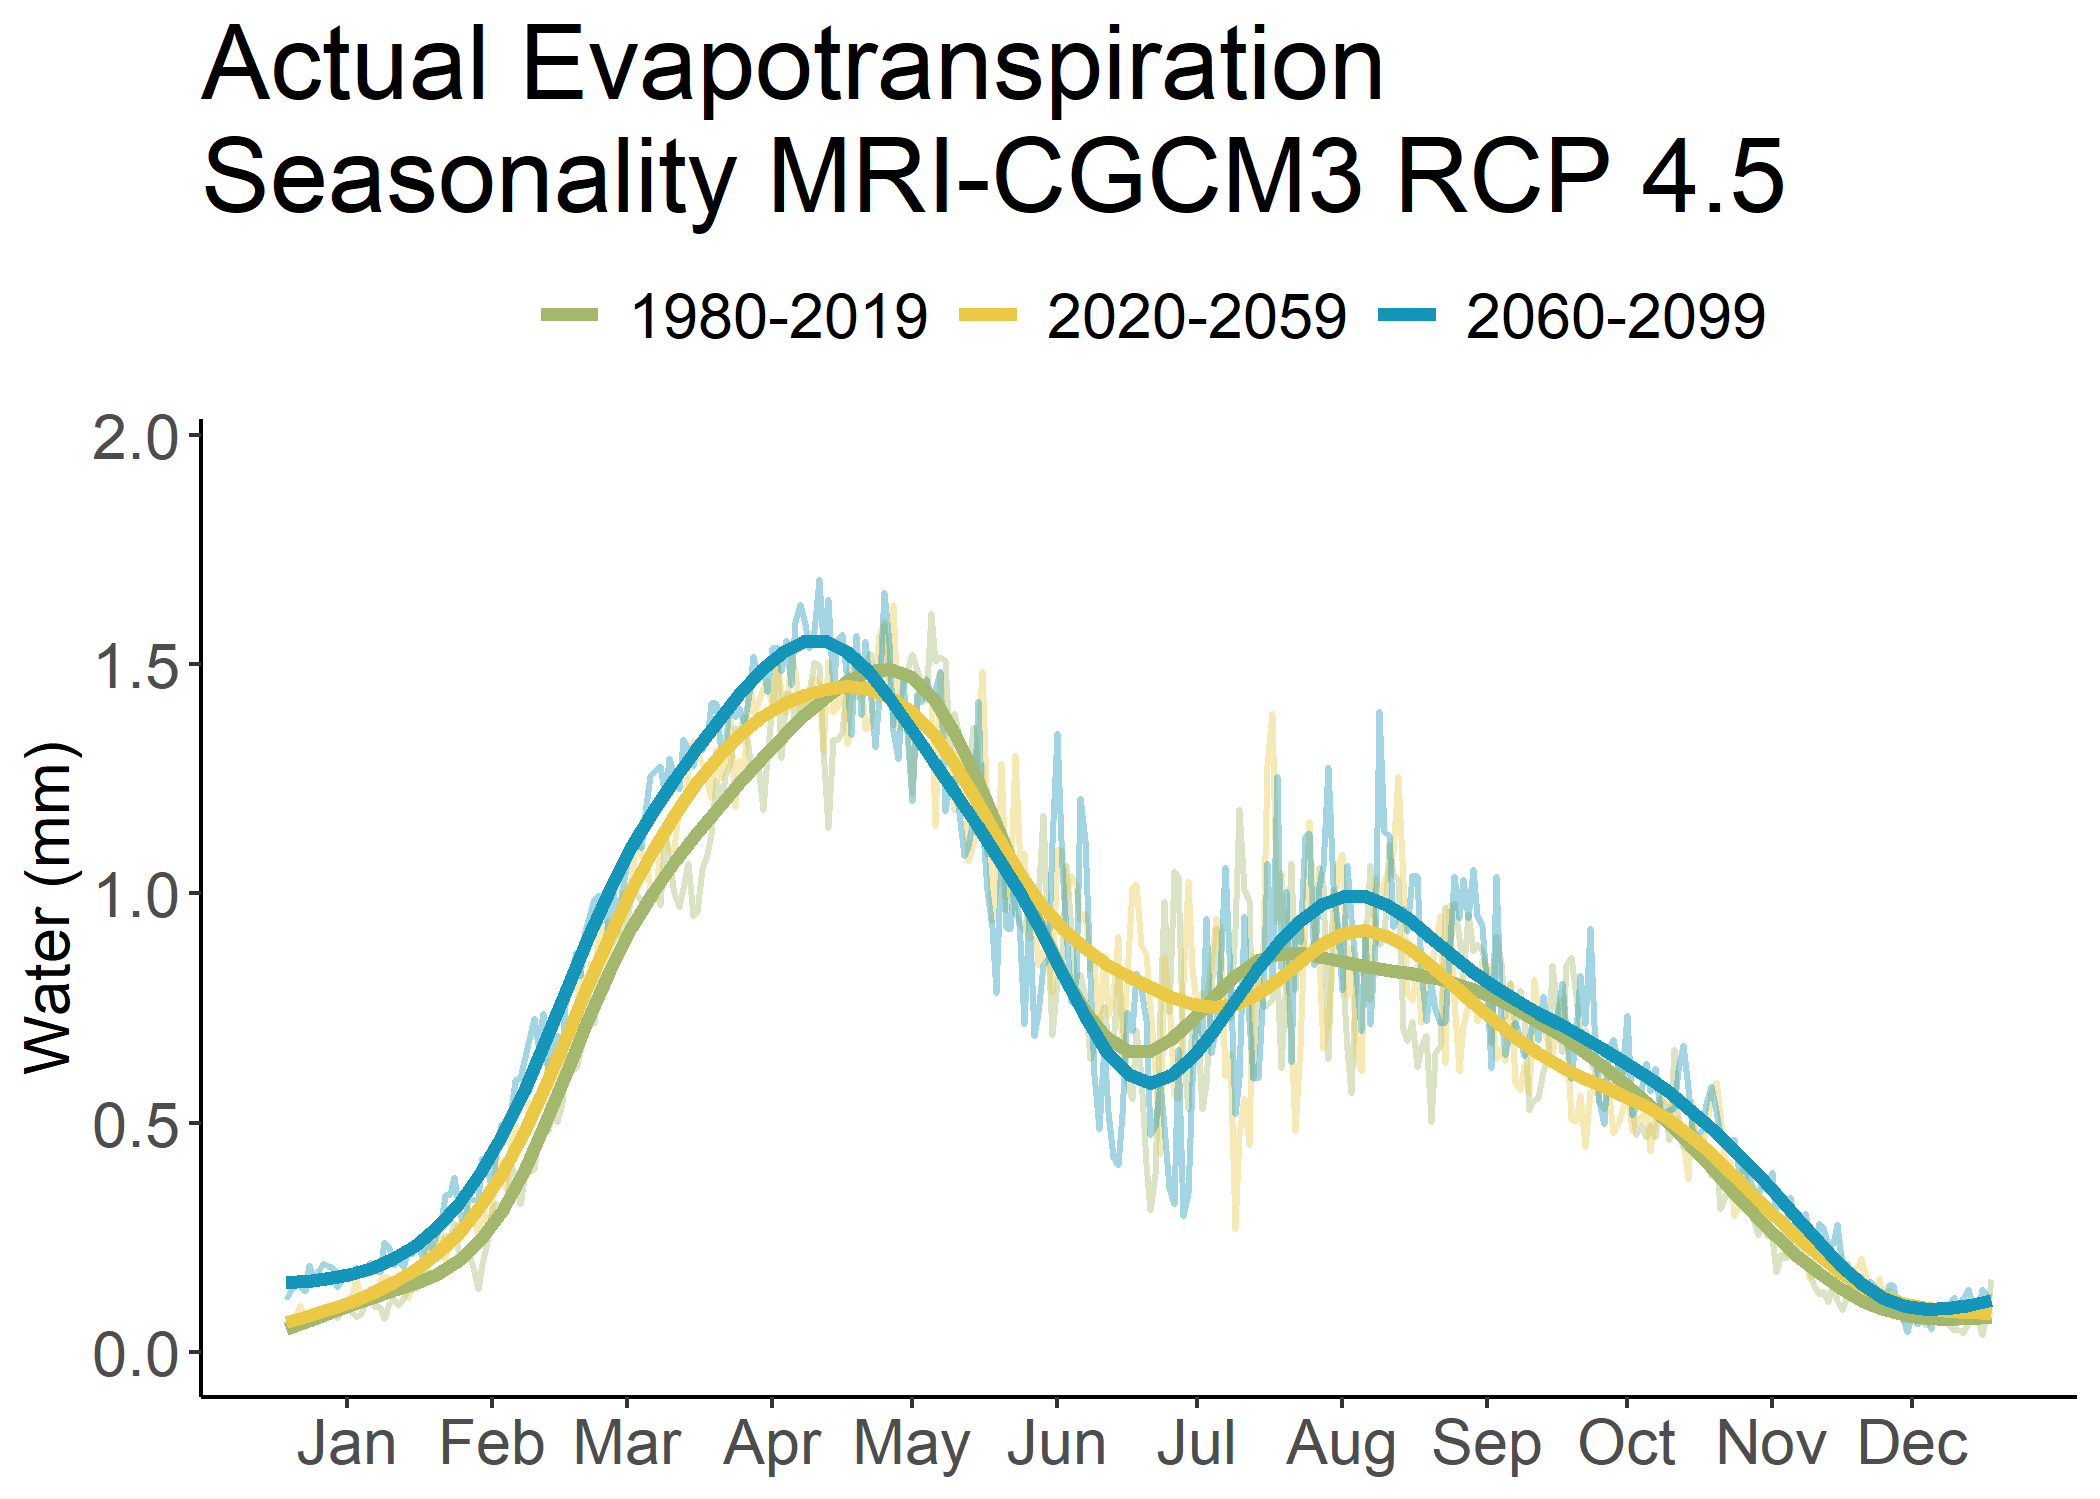 Actual Evapotranspiration
Seasonality MRI-CGCM3 RCP 4.5
1980-2019 2020-2059 2060-2099
Water (mm)
2.0
1.5
1.0
0.5
0.0
Jan Feb Mar Apr May Jun Jul Aug Sep Oct Nov Dec